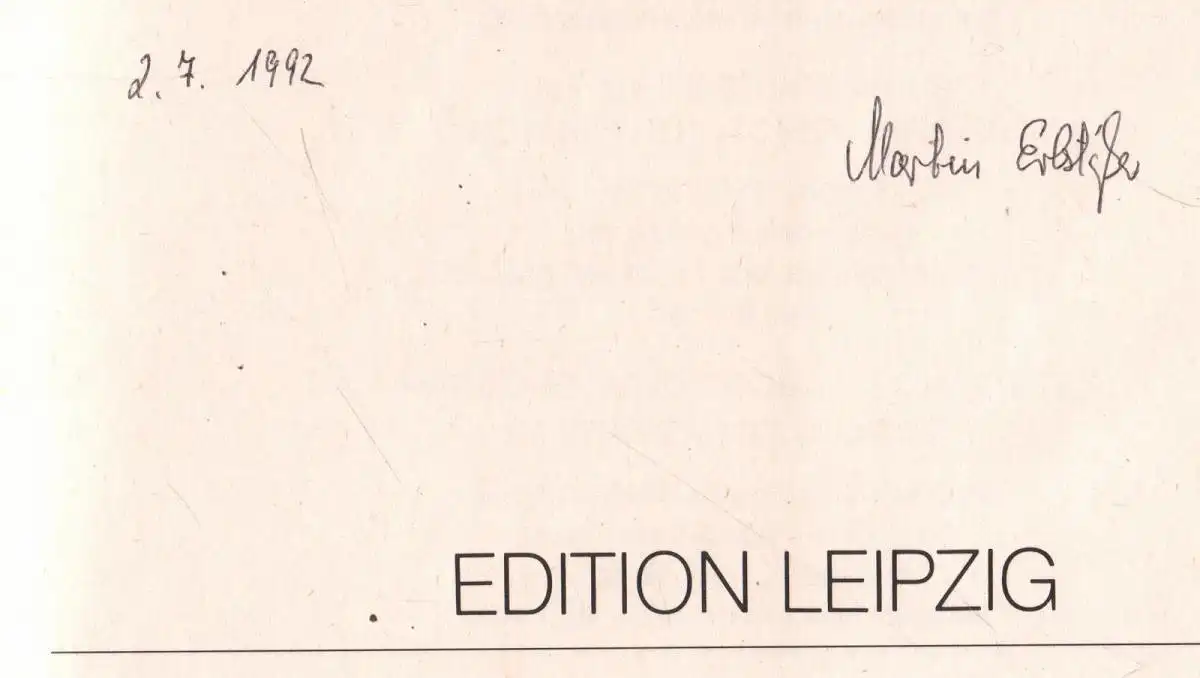 2. 7. 1992
Martin Erbstößer
EDITION LEIPZIG